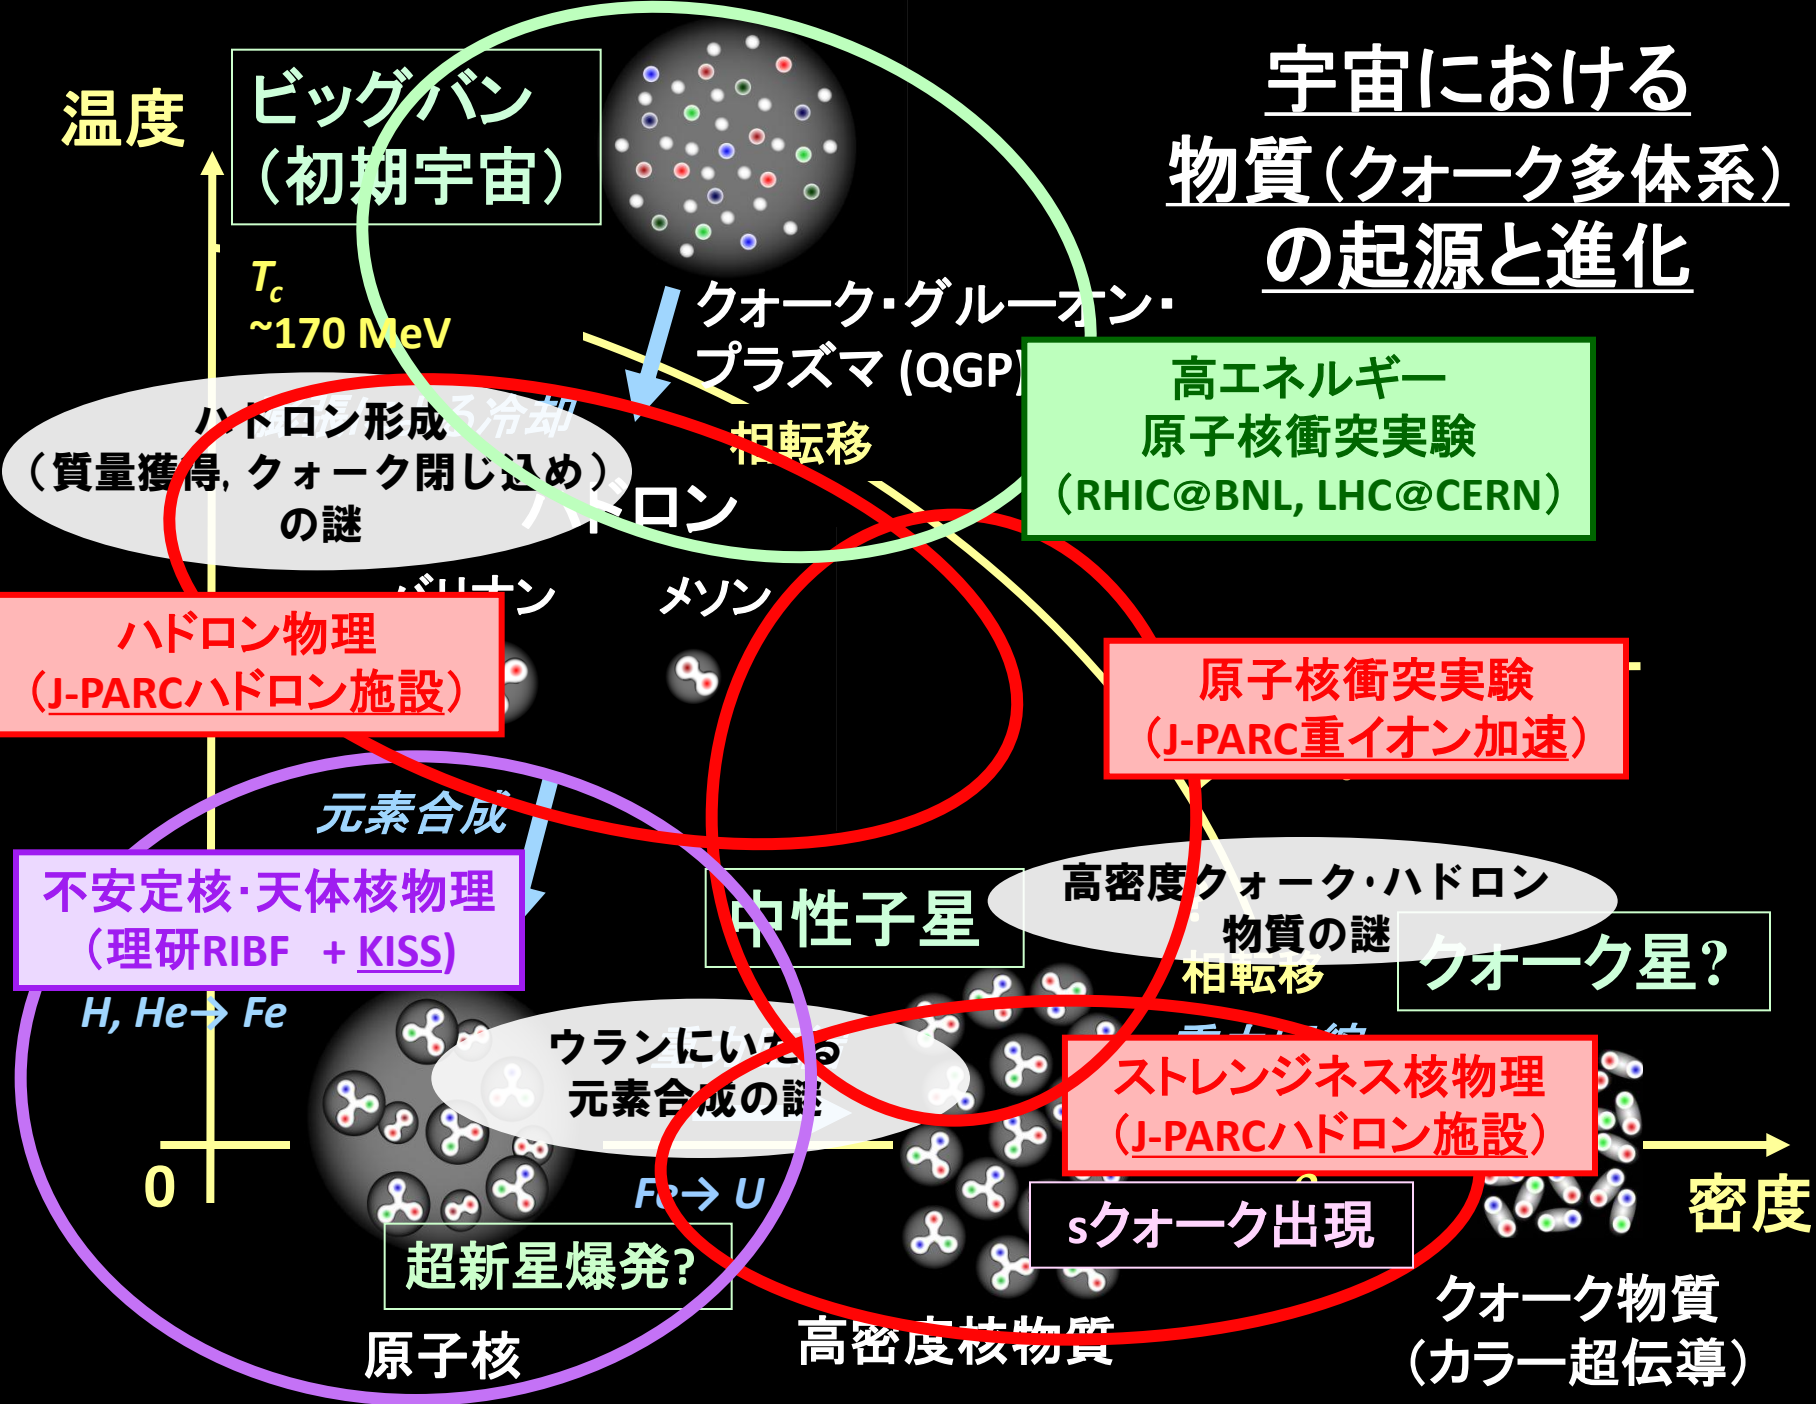 宇宙における
物質（クォーク多体系）
の起源と進化
温度
ビッグバン
（初期宇宙）
Tc
~170 MeV
クォーク・グルーオン・
プラズマ (QGP)
高エネルギー
原子核衝突実験
（RHIC@BNL, LHC@CERN）
相転移
冷却
ハドロン形成
（質量獲得, クォーク閉じ込め）
の謎
ハドロン
バリオン
メソン
ハドロン物理
（J-PARCハドロン施設）
原子核衝突実験
（J-PARC重イオン加速）
元素合成
不安定核・天体核物理
（理研RIBF + KISS)
H, He→ Fe
中性子星
高密度クォーク・ハドロン
物質の謎
相転移
クォーク星?
ウランにいたる
元素合成の謎
ストレンジネス核物理
（J-PARCハドロン施設）
0
Fe→ U
sクォーク出現
密度
超新星爆発?
原子核
高密度核物質
クォーク物質
（カラー超伝導）